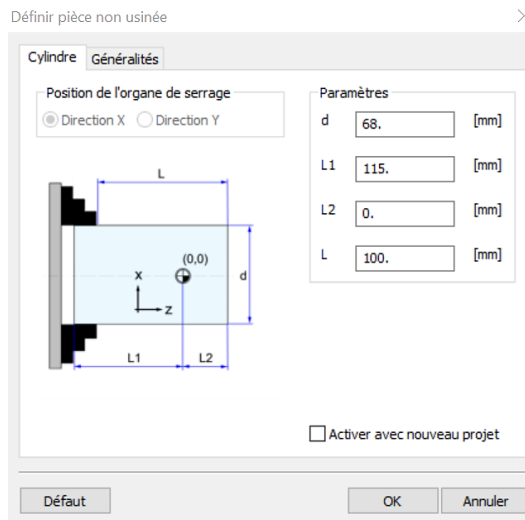 Définir pièce non usinée
Cylindre Généralités
Position de l'organe de serrage
Direction X Direction Y
L
(0,0)
X
Z
d
L1 L2
Paramètres
d 68. [mm]
L1 115. [mm]
L2 0. [mm]
L 100. [mm]
Activer avec nouveau projet
Défaut OK Annuler